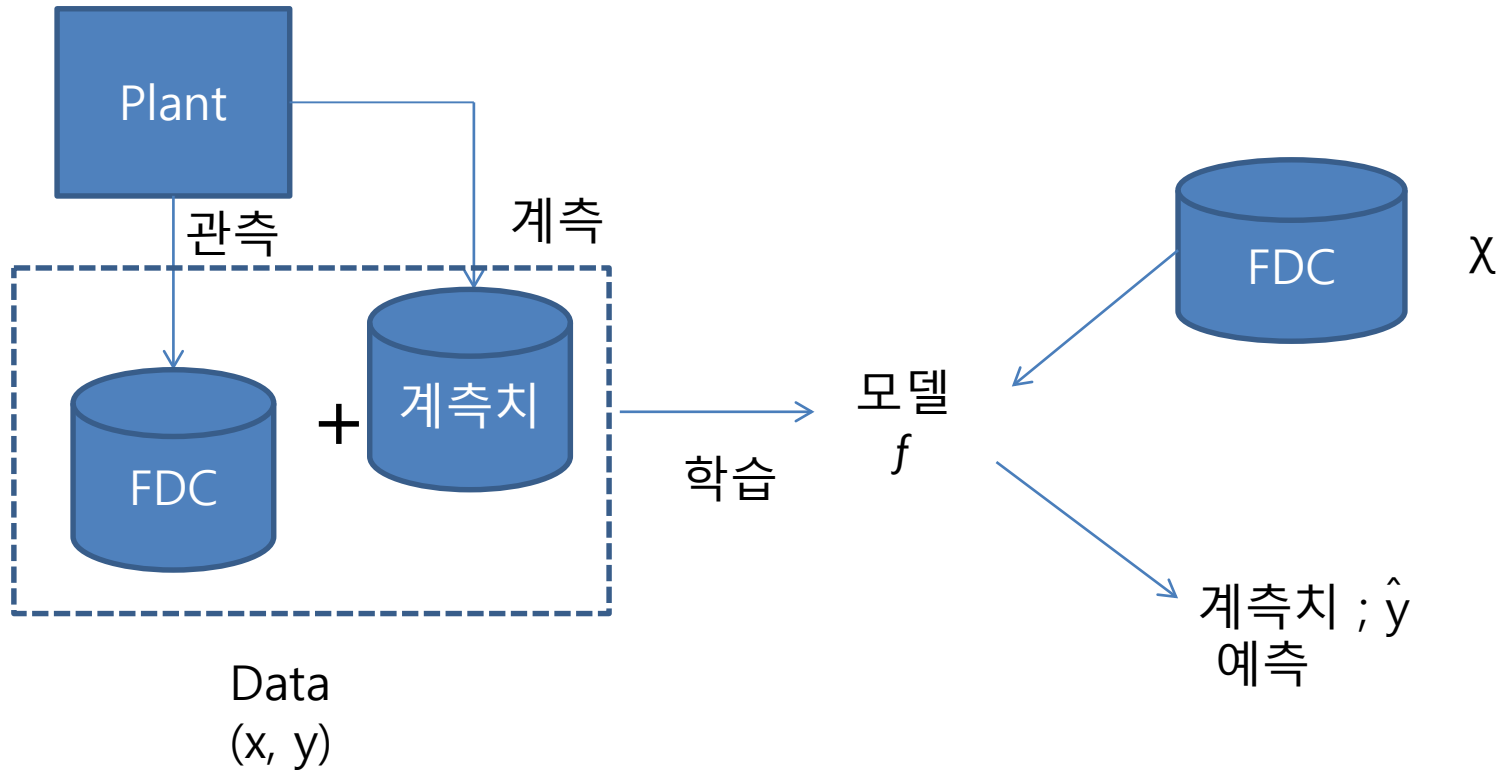 Plant
관측
계측
FDC
+
계측치
Data
(x, y)
학습
모델
f
FDC
χ
계측치 ; ŷ
예측